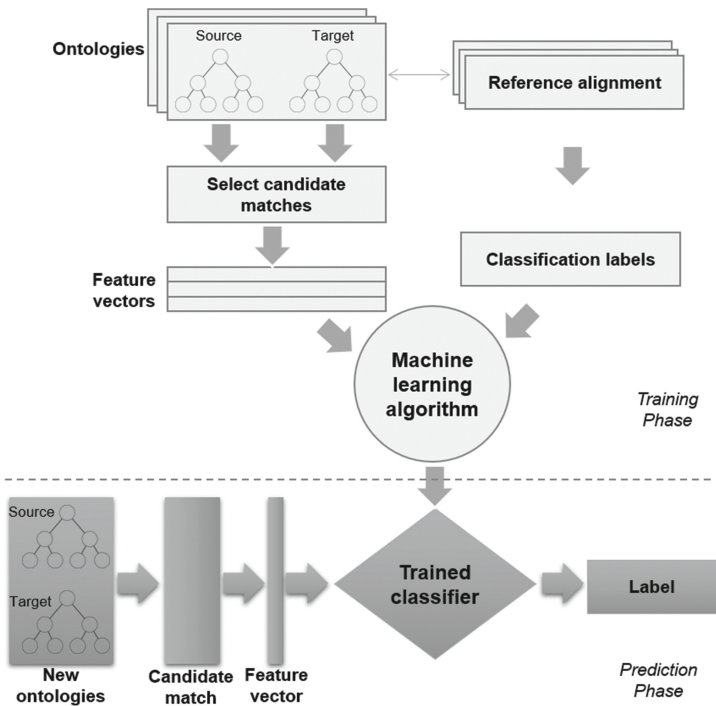 Ontologies
Source
Target
Reference alignment
Select candidate
matches
Classification labels
Feature
vectors
Machine
learning
algorithm
Training
Phase
Source
Target
Trained
classifier
Label
New
ontologies
Candidate
match
Feature
vector
Prediction
Phase